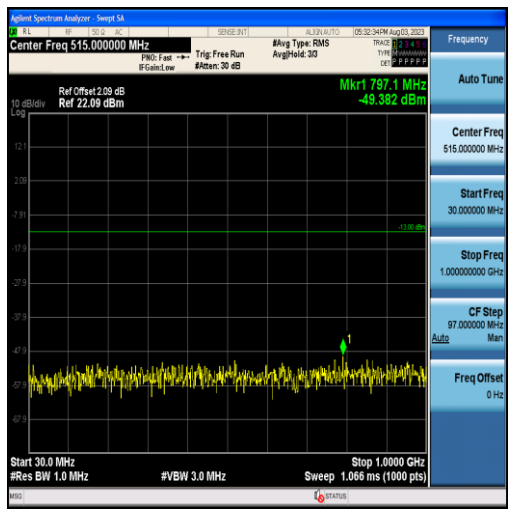 Agilent Spectrum Analyzer - Swept SA
RL RF 50 Ω AC SENSE:INT ALIGN AUTO 05:32:34PM Aug 03, 2023
Center Freq 515.000000 MHz
PNO: Fast
IFGain:Low
Trig: Free Run
#Atten: 30 dB
#Avg Type: RMS
Avg|Hold: 3/3
TRACE 1 2 3 4 5 6
TYPE
DET P P P P P P
Frequency
Mkr1 797.1 MHz
-49.382 dBm
Ref Offset 2.09 dB
10 dB/div Ref 22.09 dBm
Log
12.1
2.09
-7.91
-13.00 dBm
-17.9
-27.9
-37.9
-47.9
-57.9
-67.9
1
Start 30.0 MHz
Stop 1.0000 GHz
#Res BW 1.0 MHz
#VBW 3.0 MHz
Sweep 1.066 ms (1000 pts)
MSG
STATUS
Auto Tune
Center Freq
515.000000 MHz
Start Freq
30.000000 MHz
Stop Freq
1.000000000 GHz
CF Step
97.000000 MHz
Auto Man
Freq Offset
0 Hz